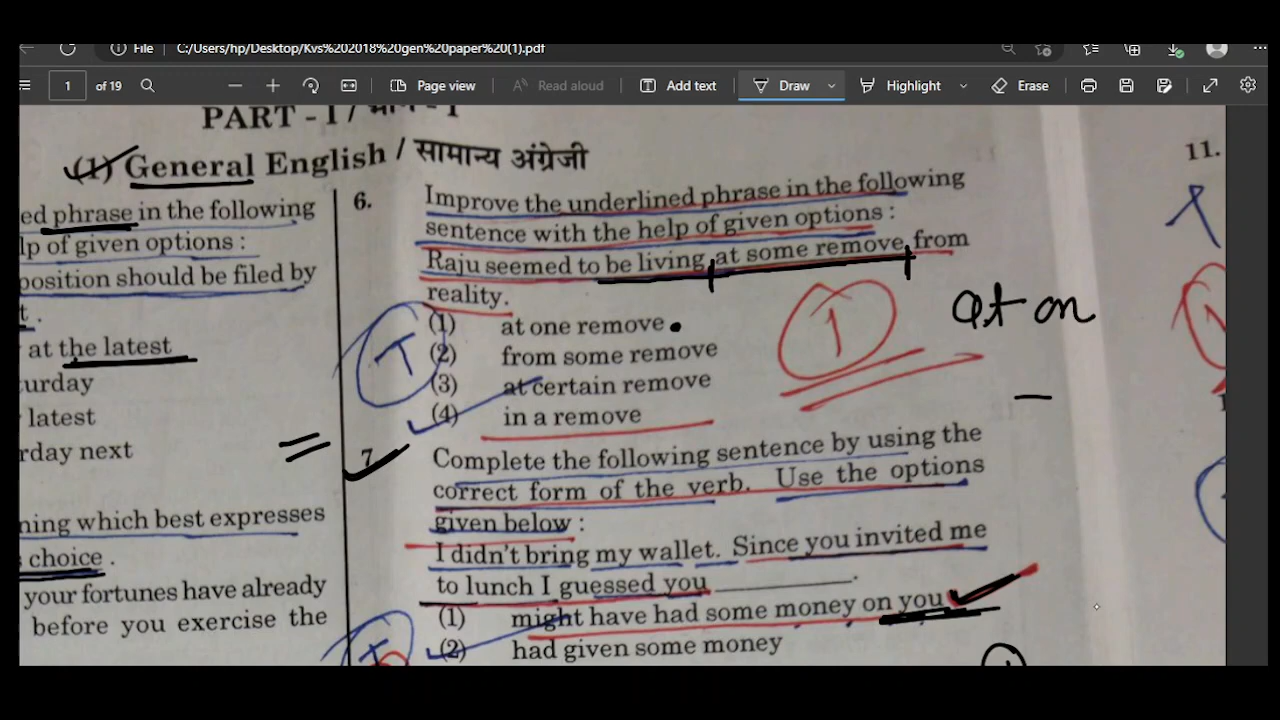 File C:/Users/hp/Desktop/Kvs%202018%20gen%20paper%20(1).pdf
1 of 19 Page view Read aloud Add text Draw Highlight Erase
PART - I / भाग - I
(1) General English / सामान्य अंग्रेजी
ed phrase in the following
lp of given options :
position should be filed by
t .
at the latest
turday
latest
rday next
ning which best expresses
choice .
your fortunes have already
before you exercise the
6. Improve the underlined phrase in the following
sentence with the help of given options :
Raju seemed to be living at some remove from
reality.
(1) at one remove
(2) from some remove
(3) at certain remove
(4) in a remove
1
at on
T
7 Complete the following sentence by using the
correct form of the verb. Use the options
given below :
I didn't bring my wallet. Since you invited me
to lunch I guessed you ____________.
(1) might have had some money on you
(2) had given some money
11.